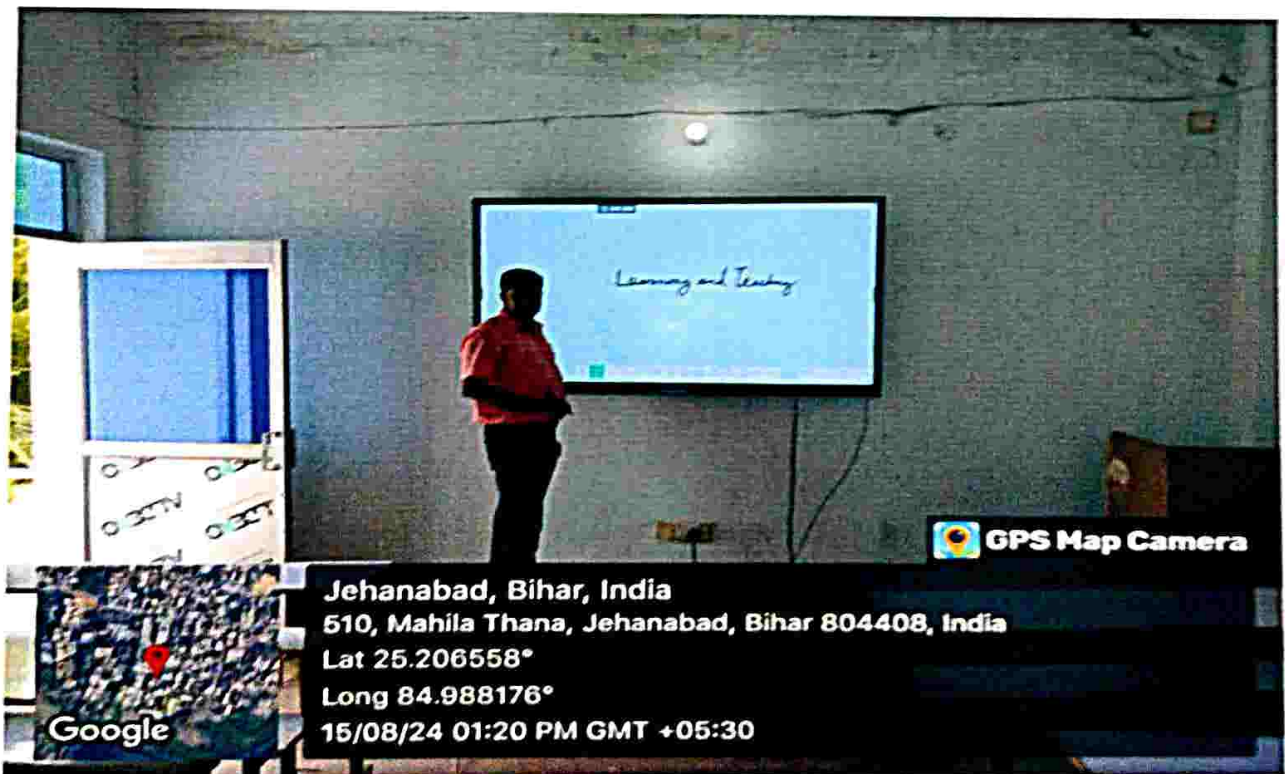 Learning and Teaching
GPS Map Camera
Jehanabad, Bihar, India
510, Mahila Thana, Jehanabad, Bihar 804408, India
Lat 25.206558°
Long 84.988176°
15/08/24 01:20 PM GMT +05:30
Google